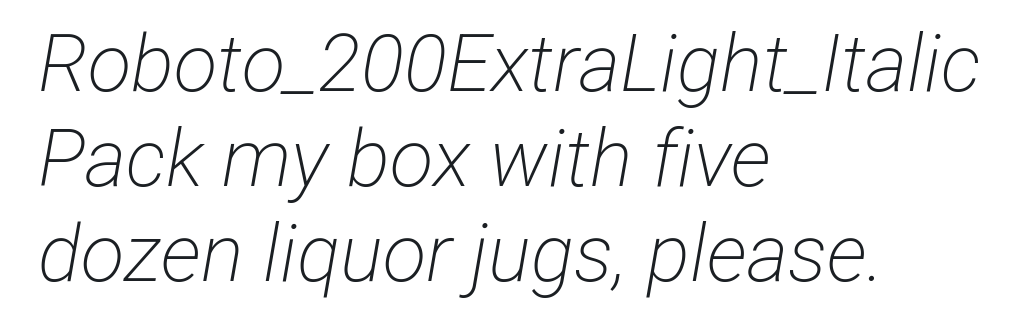 Roboto_200ExtraLight_Italic
Pack my box with five
dozen liquor jugs, please.